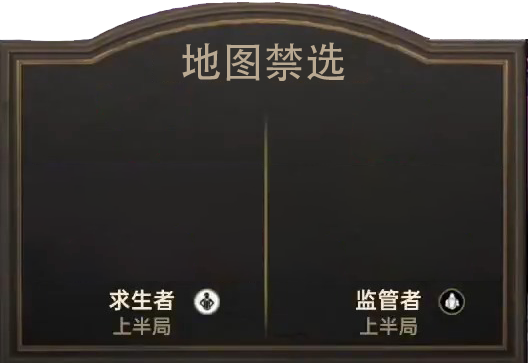 地图禁选
求生者
上半局
监管者
上半局